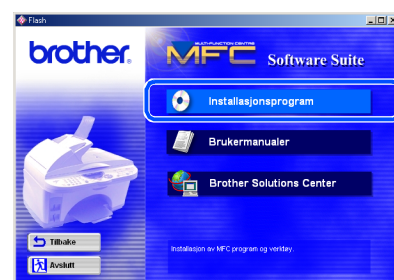 Flash
brother.
MULTI-FUNCTION CENTRE
MFC Software Suite
Installasjonsprogram
Brukermanualer
Brother Solutions Center
Tilbake
Avslutt
Installasjon av MFC program og verktøy.